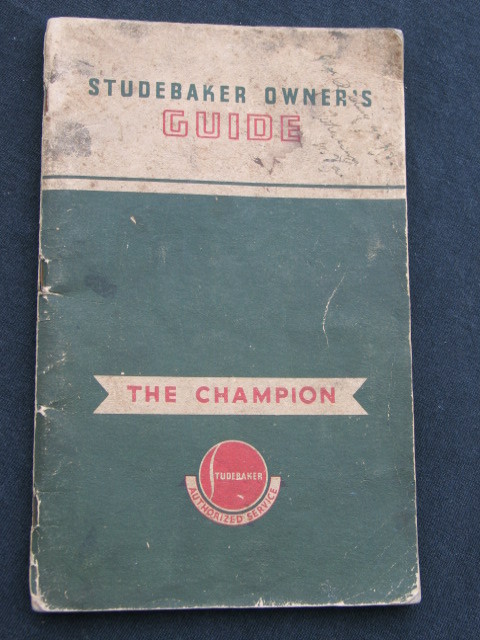 STUDEBAKER OWNER'S
GUIDE
THE CHAMPION
STUDEBAKER
AUTHORIZED SERVICE